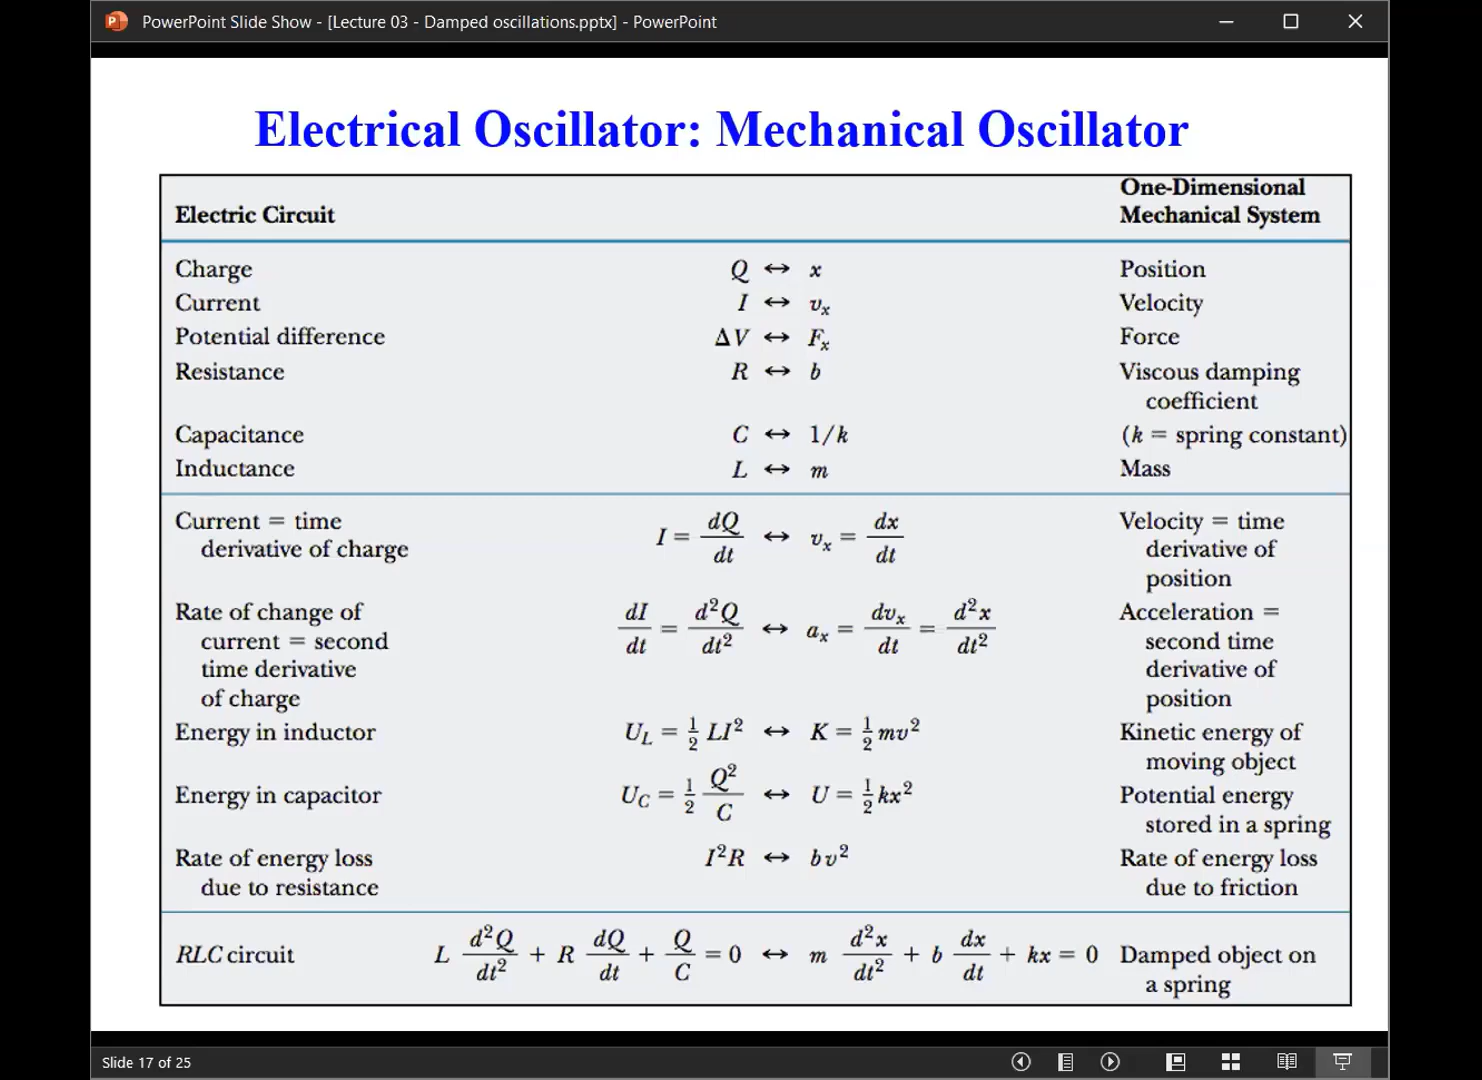 PowerPoint Slide Show - [Lecture 03 - Damped oscillations.pptx] - PowerPoint
Electrical Oscillator: Mechanical Oscillator
Electric Circuit
One-Dimensional
Mechanical System
Charge Q ↔ x Position
Current I ↔ vₓ Velocity
Potential difference ΔV ↔ Fₓ Force
Resistance R ↔ b Viscous damping
coefficient
Capacitance C ↔ 1/k (k = spring constant)
Inductance L ↔ m Mass
Current = time
derivative of charge
I = dQ/dt ↔ vₓ = dx/dt
Velocity = time
derivative of
position
Rate of change of
current = second
time derivative
of charge
dI/dt = d²Q/dt² ↔ aₓ = dvₓ/dt = d²x/dt²
Acceleration =
second time
derivative of
position
Energy in inductor U_L = ½ LI² ↔ K = ½ mv² Kinetic energy of
moving object
Energy in capacitor U_C = ½ Q²/C ↔ U = ½ kx² Potential energy
stored in a spring
Rate of energy loss
due to resistance
I²R ↔ bv²
Rate of energy loss
due to friction
RLC circuit L d²Q/dt² + R dQ/dt + Q/C = 0 ↔ m d²x/dt² + b dx/dt + kx = 0 Damped object on
a spring
Slide 17 of 25